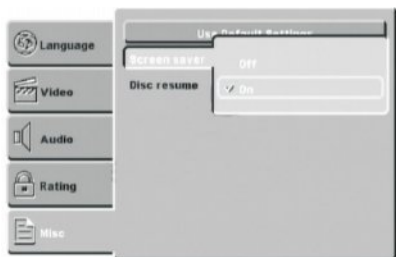 Language
Video
Audio
Rating
Misc
Use Default Settings
Screen saver
Disc resume
Off
On